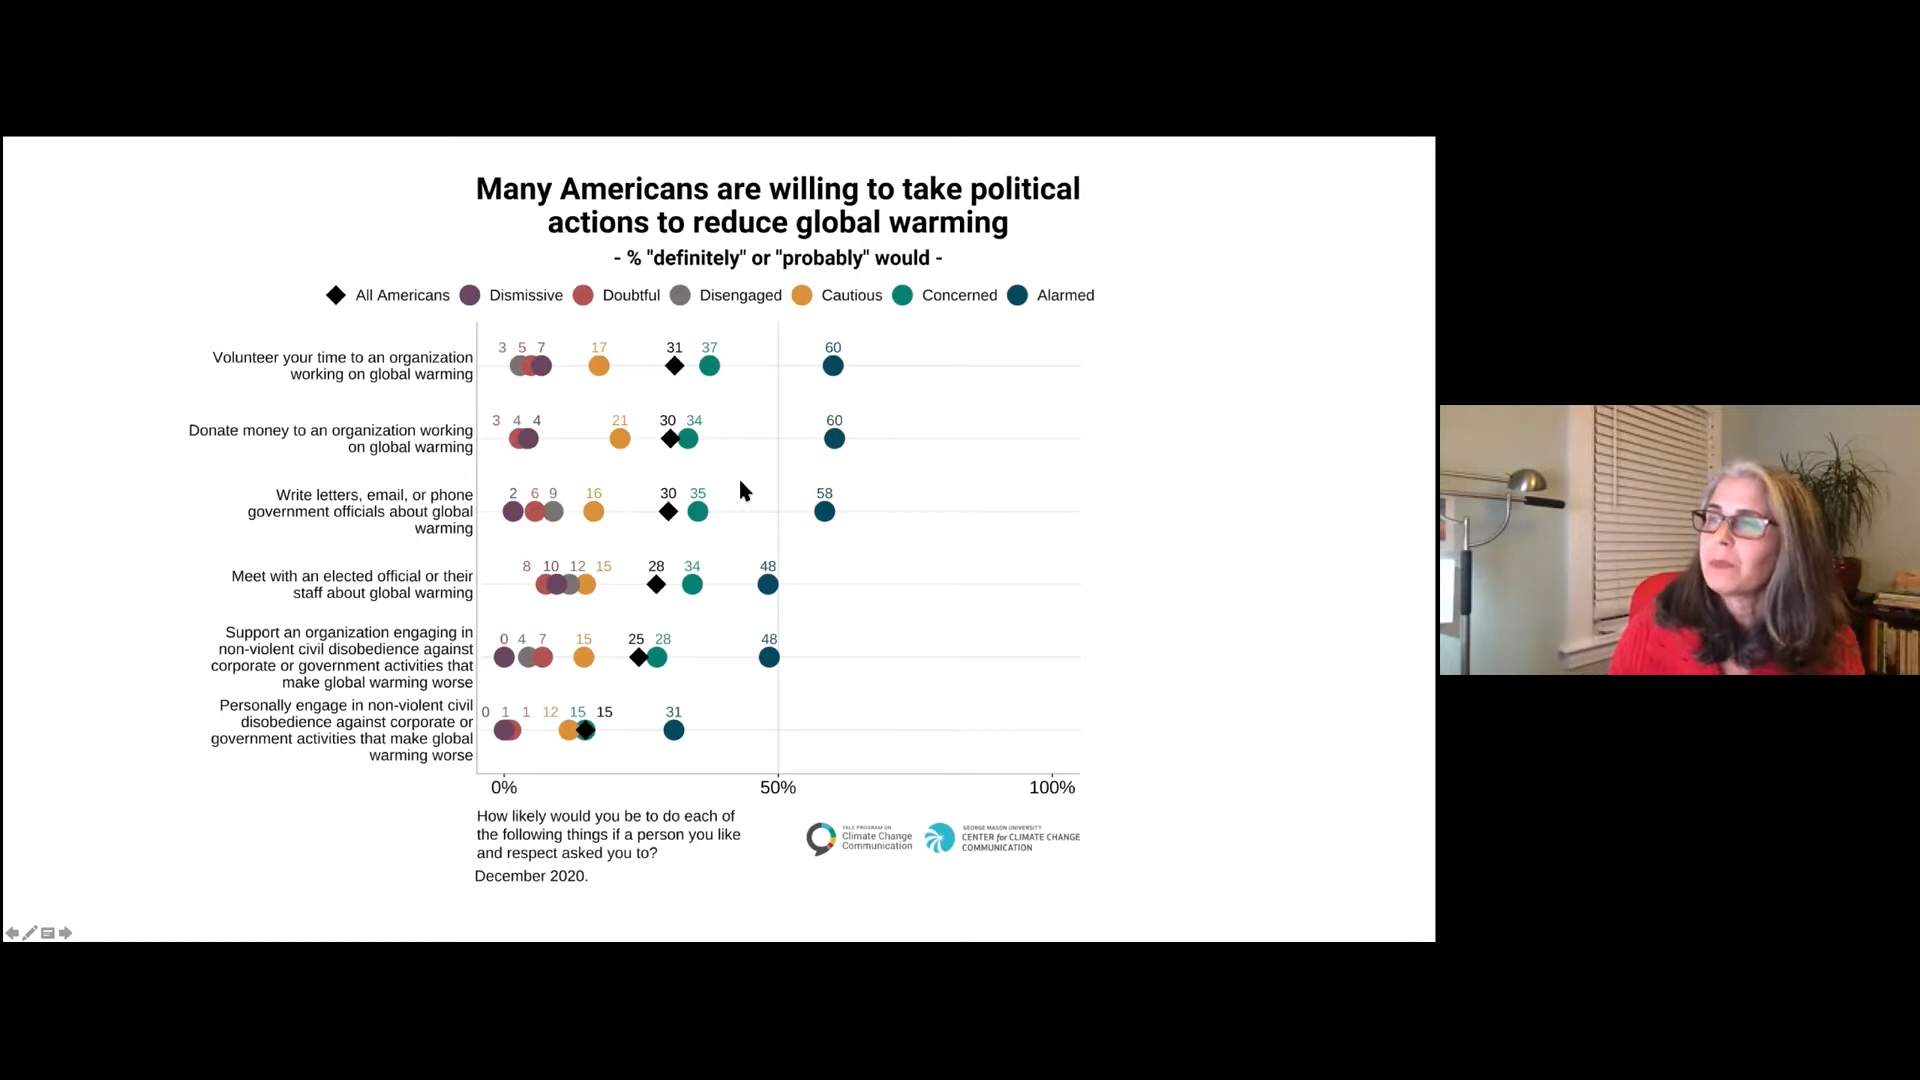 Many Americans are willing to take political
actions to reduce global warming
- % "definitely" or "probably" would -
All Americans Dismissive Doubtful Disengaged Cautious Concerned Alarmed
3 5 7 17 31 37 60
Volunteer your time to an organization
working on global warming
3 4 4 21 30 34 60
Donate money to an organization working
on global warming
2 6 9 16 30 35 58
Write letters, email, or phone
government officials about global
warming
8 10 12 15 28 34 48
Meet with an elected official or their
staff about global warming
0 4 7 15 25 28 48
Support an organization engaging in
non-violent civil disobedience against
corporate or government activities that
make global warming worse
0 1 1 12 15 15 31
Personally engage in non-violent civil
disobedience against corporate or
government activities that make global
warming worse
0% 50% 100%
How likely would you be to do each of
the following things if a person you like
and respect asked you to?
December 2020.
YALE PROGRAM ON
Climate Change
Communication
GEORGE MASON UNIVERSITY
CENTER for CLIMATE CHANGE
COMMUNICATION